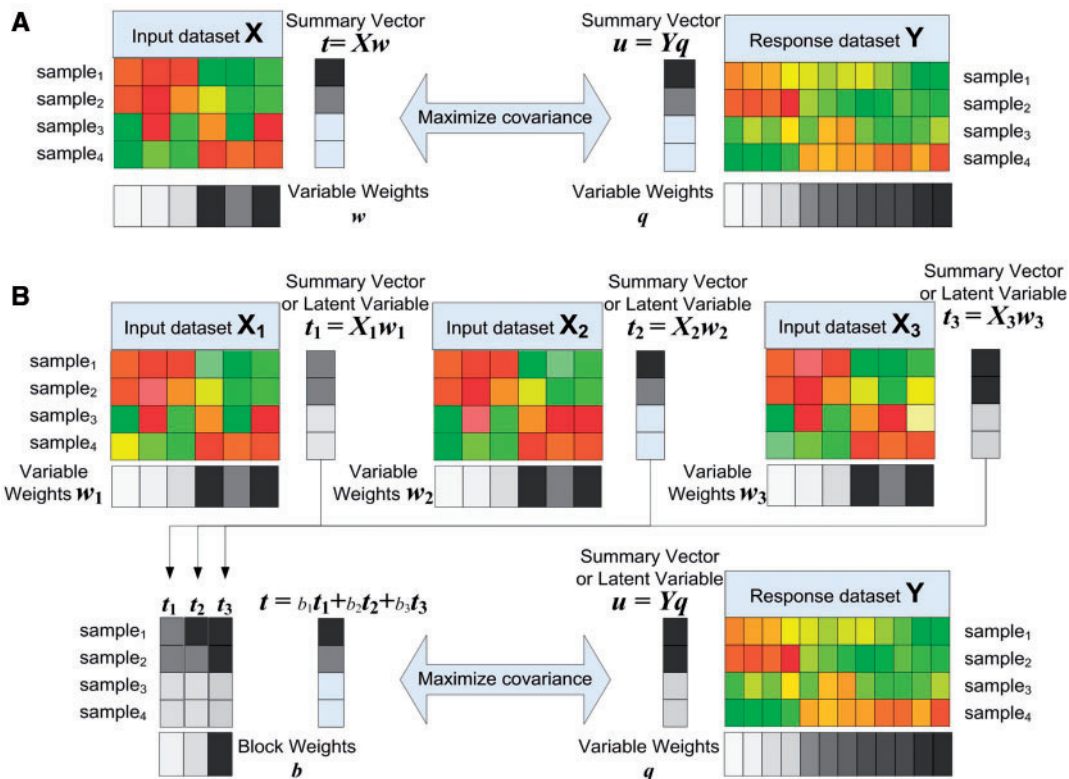 A
Input dataset X
Summary Vector
t= Xw
Summary Vector
u = Yq
Response dataset Y
sample1
sample2
sample3
sample4
Maximize covariance
sample1
sample2
sample3
sample4
Variable Weights
w
Variable Weights
q
B
Input dataset X1
Summary Vector
or Latent Variable
t1 = X1w1
Input dataset X2
Summary Vector
or Latent Variable
t2 = X2w2
Input dataset X3
Summary Vector
or Latent Variable
t3 = X3w3
sample1
sample2
sample3
sample4
Variable
Weights w1
Variable
Weights w2
Variable
Weights w3
t1 t2 t3
t = b1t1+b2t2+b3t3
Summary Vector
or Latent Variable
u = Yq
Response dataset Y
sample1
sample2
sample3
sample4
Maximize covariance
sample1
sample2
sample3
sample4
Block Weights
b
Variable Weights
q